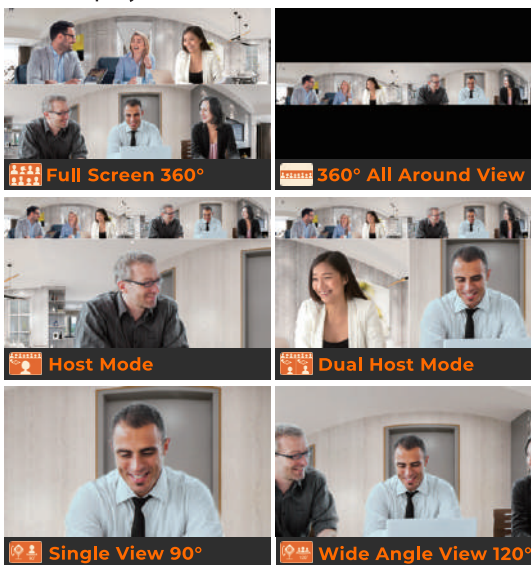 Full Screen 360°
360° All Around View
Host Mode
Dual Host Mode
Single View 90°
Wide Angle View 120°